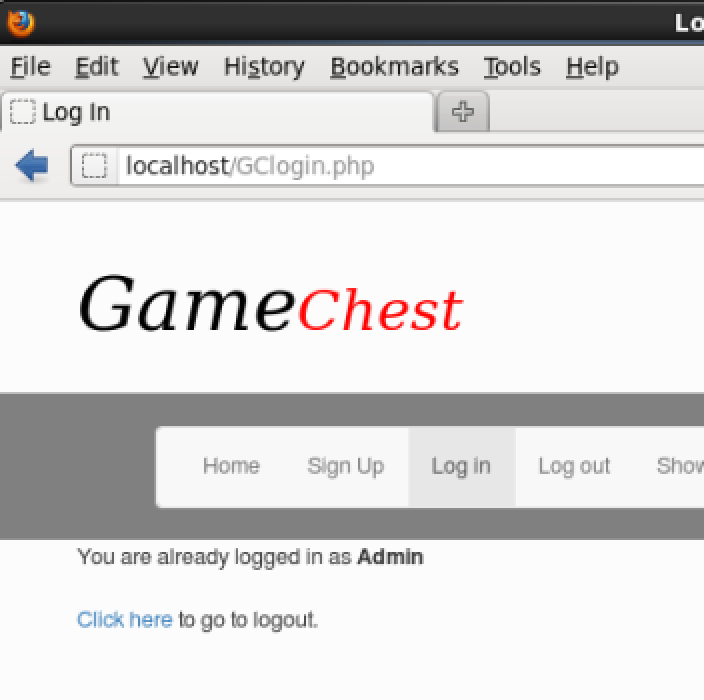 Lo
File Edit View History Bookmarks Tools Help
Log In
localhost/GClogin.php
GameChest
Home Sign Up Log in Log out Show
You are already logged in as Admin
Click here to go to logout.